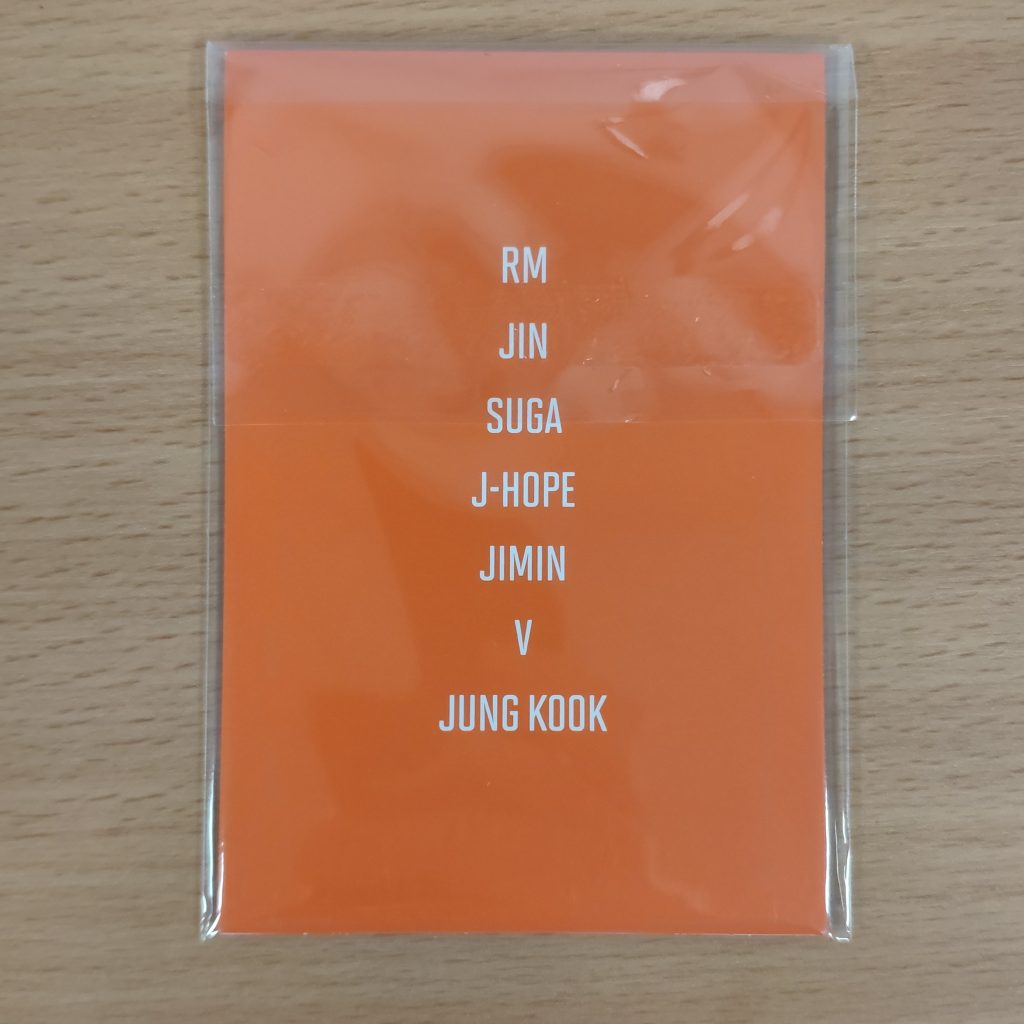 RM
JIN
SUGA
J-HOPE
JIMIN
V
JUNG KOOK